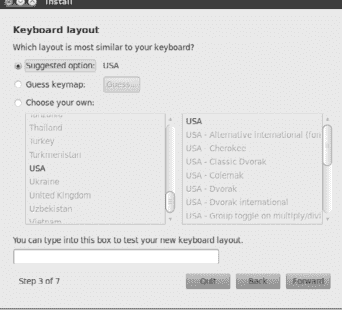 Install
Keyboard layout
Which layout is most similar to your keyboard?
Suggested option: USA
Guess keymap: Guess...
Choose your own:
Thailand
Turkey
Turkmenistan
USA
Ukraine
United Kingdom
Uzbekistan
Vietnam
USA
USA - Alternative international
USA - Cherokee
USA - Classic Dvorak
USA - Colemak
USA - Dvorak
USA - Dvorak international
USA - Group toggle on multiply/divi
You can type into this box to test your new keyboard layout.
Step 3 of 7
Quit
Back
Forward